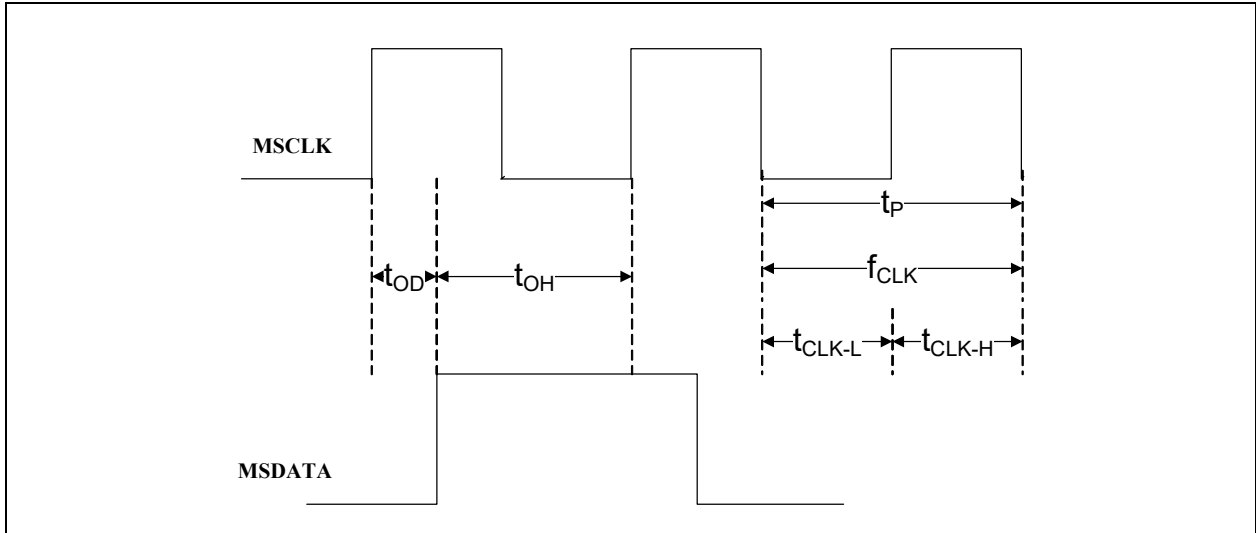 MSCLK
tP
tOD
tOH
fCLK
tCLK-L
tCLK-H
MSDATA